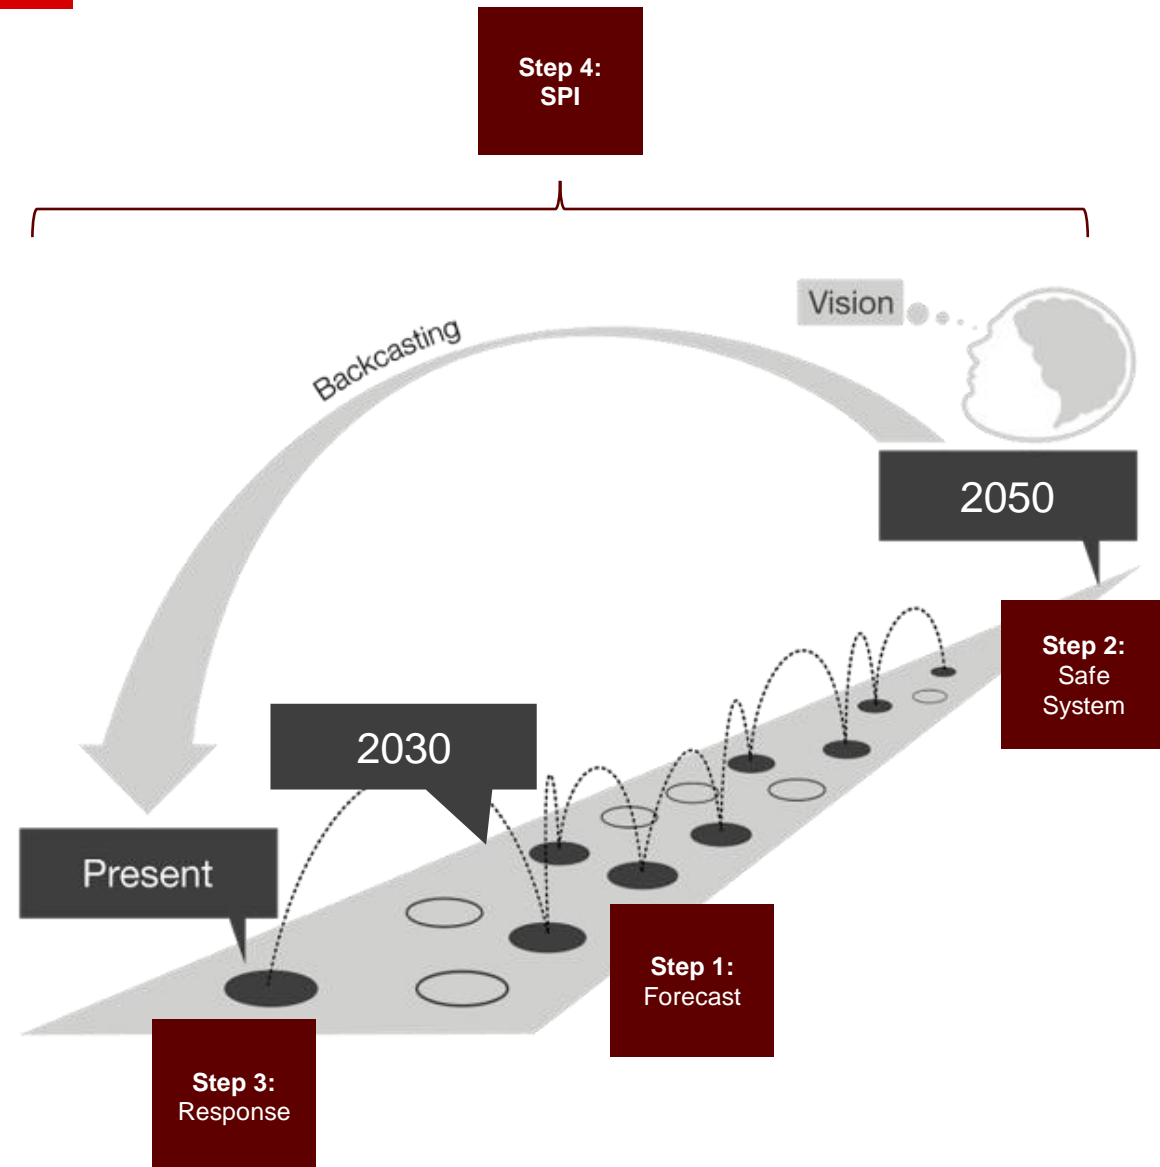 Step 4:
SPI
Vision
Backcasting
2050
Step 2:
Safe
System
2030
Present
Step 1:
Forecast
Step 3:
Response